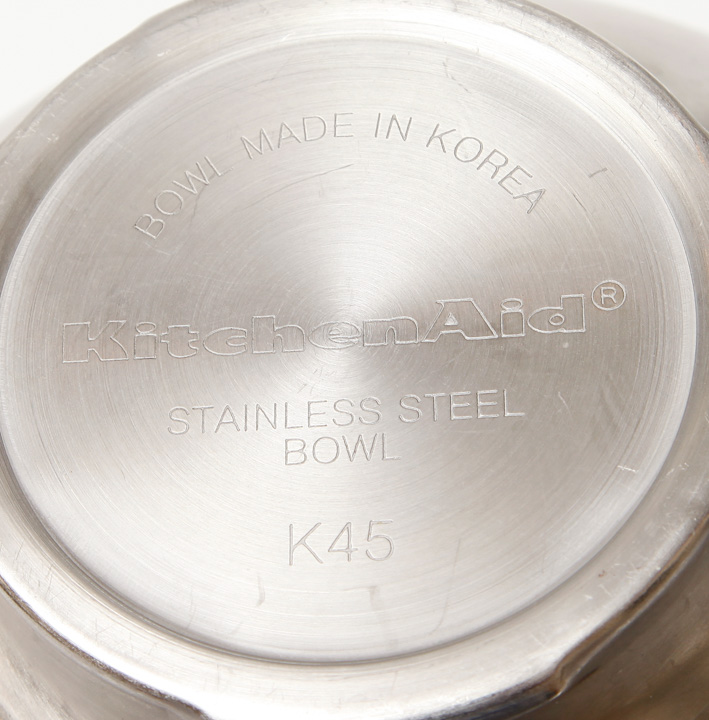 BOWL MADE IN KOREA
KitchenAid®
STAINLESS STEEL
BOWL
K45